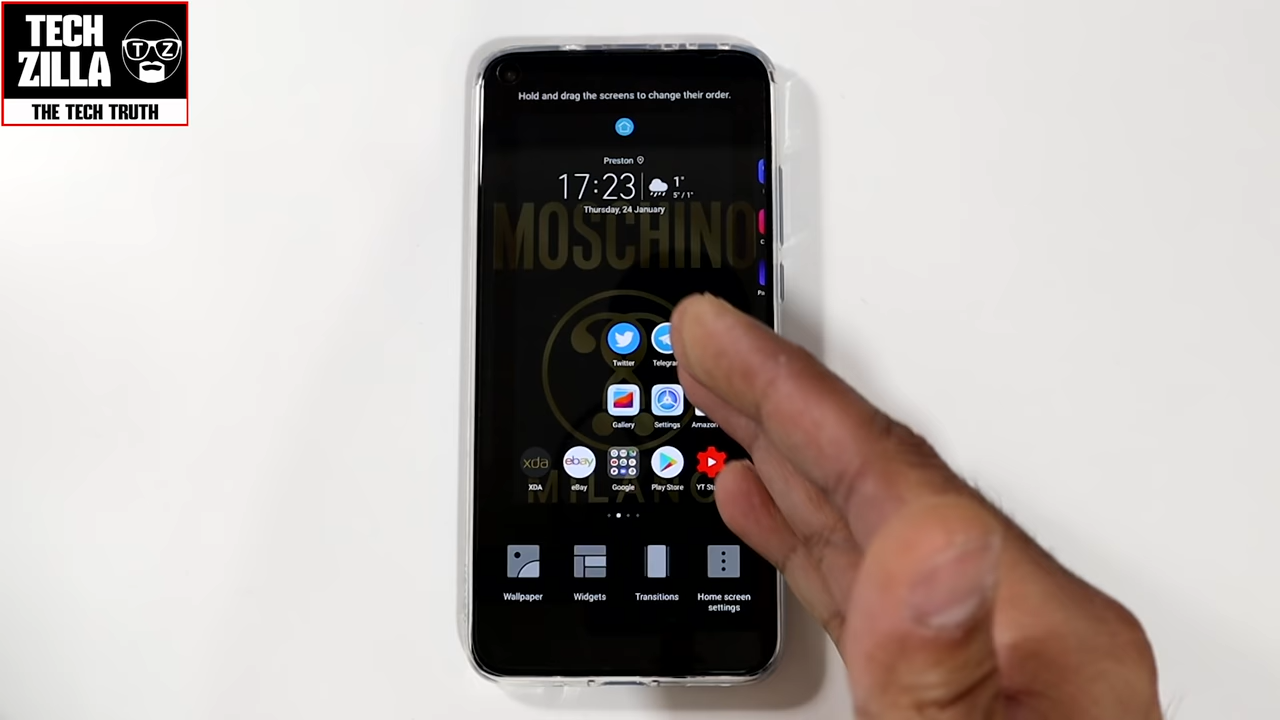 TECH
ZILLA
T Z
THE TECH TRUTH
Hold and drag the screens to change their order.
Preston
17:23
1°
5° / 1°
Thursday, 24 January
MOSCHINO
Twitter
Gallery
Settings
Amazon
xda
ebay
XDA
eBay
Google
Play Store
MILANO
Wallpaper
Widgets
Transitions
Home screen
settings